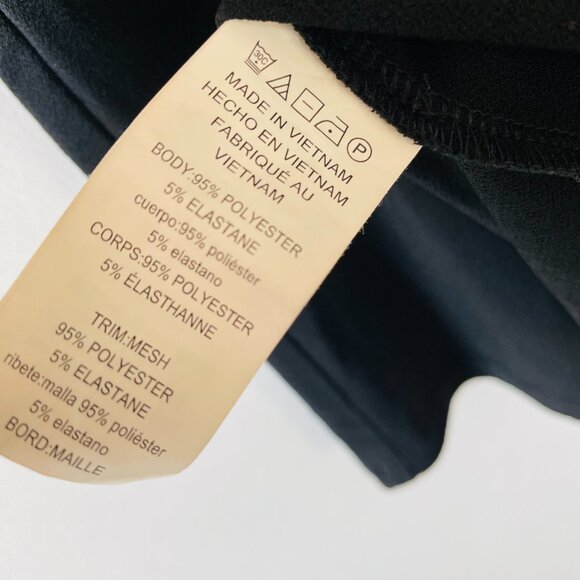 30C P
MADE IN VIETNAM
HECHO EN VIETNAM
FABRIQUÉ AU
VIETNAM
BODY:95% POLYESTER
5% ELASTANE
cuerpo:95% poliéster
5% elastano
CORPS:95% POLYESTER
5% ÉLASTHANNE
TRIM:MESH
95% POLYESTER
5% ELASTANE
ribete:malla 95% poliéster
5% elastano
BORD:MAILLE